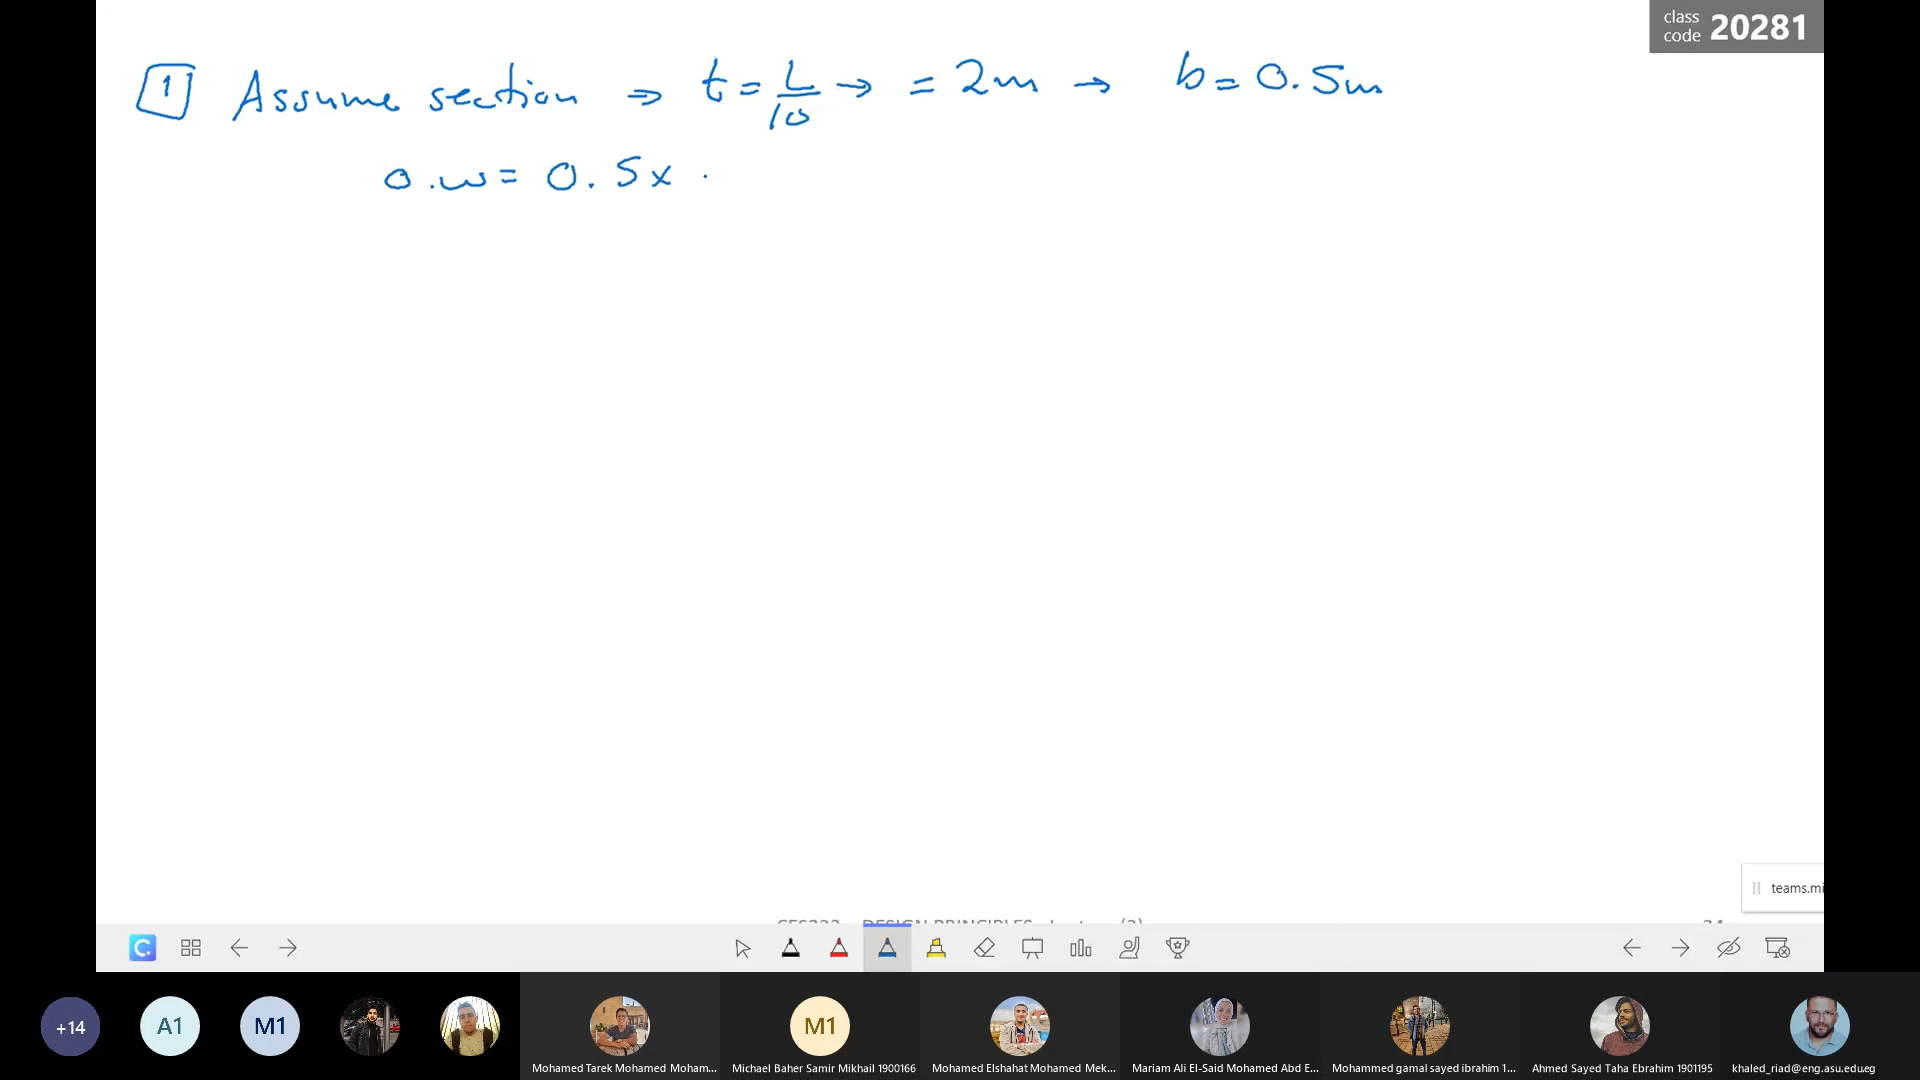 class code 20281
1 Assume section ⇒ t = L/10 → = 2m → b = 0.5m
o.w = 0.5x .
teams.mi
+14
A1
M1
Mohamed Tarek Mohamed Moham...
M1
Michael Baher Samir Mikhail 1900166
Mohamed Elshahat Mohamed Mek...
Mariam Ali El-Said Mohamed Abd E...
Mohammed gamal sayed ibrahim 1...
Ahmed Sayed Taha Ebrahim 1901195
khaled_riad@eng.asu.edu.eg